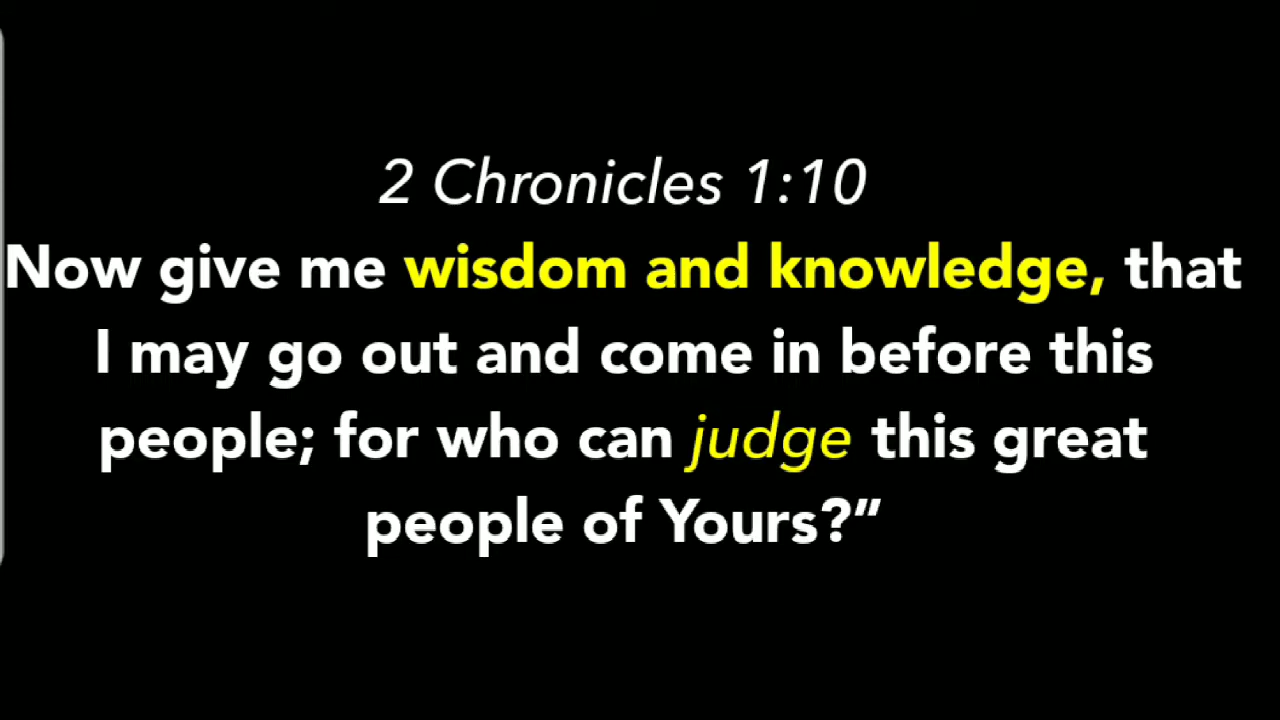 2 Chronicles 1:10
Now give me wisdom and knowledge, that
I may go out and come in before this
people; for who can judge this great
people of Yours?”